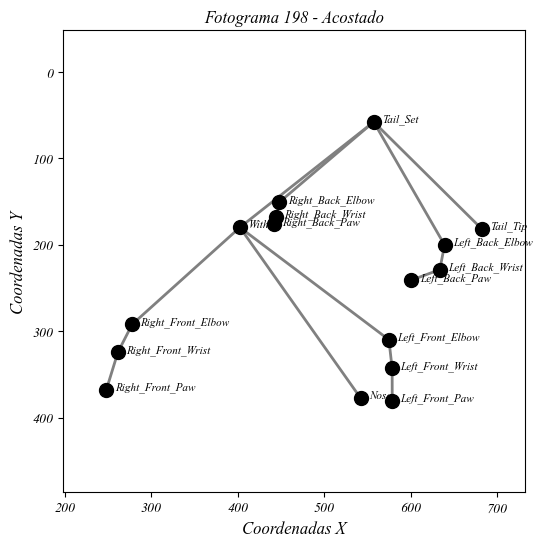 Fotograma 198 - Acostado
0
100
200
300
400
Coordenadas Y
Tail_Set
Right_Back_Elbow
Right_Back_Wrist
Right_Back_Paw
Tail_Tip
Left_Back_Elbow
Left_Back_Wrist
Left_Back_Paw
Right_Front_Elbow
Right_Front_Wrist
Right_Front_Paw
Left_Front_Elbow
Left_Front_Wrist
Left_Front_Paw
200 300 400 500 600 700
Coordenadas X